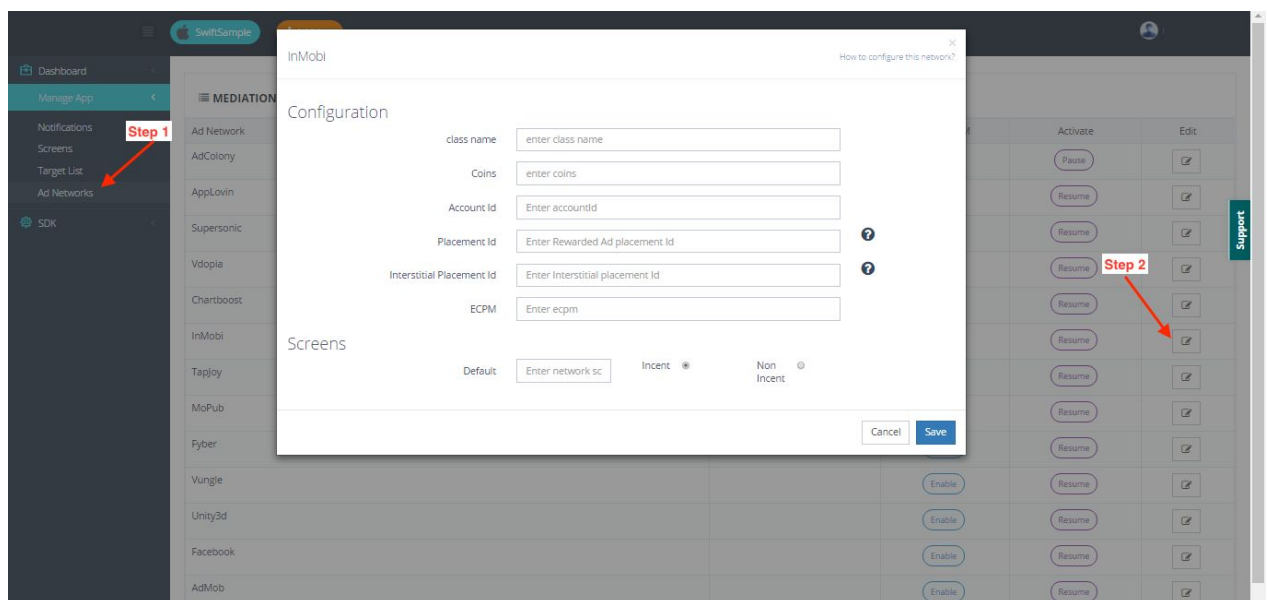 SwiftSample
InMobi
×
How to configure this network?
Dashboard
Manage App
MEDIATION
Configuration
Notifications
Step 1
Ad Network
class name
enter class name
Activate
Edit
Screens
AdColony
Pause
Target List
Coins
enter coins
Ad Networks
AppLovin
Resume
Account Id
Enter accountId
SDK
Supersonic
Resume
Support
Placement Id
Enter Rewarded Ad placement Id
?
Vdopia
Resume
Step 2
Interstitial Placement Id
Enter Interstitial placement Id
?
Chartboost
Resume
ECPM
Enter ecpm
InMobi
Resume
Screens
Tapjoy
Default
Enter network sc
Incent
Non
Incent
Resume
MoPub
Resume
Cancel
Save
Fyber
Resume
Vungle
Enable
Resume
Unity3d
Enable
Resume
Facebook
Enable
Resume
AdMob
Enable
Resume